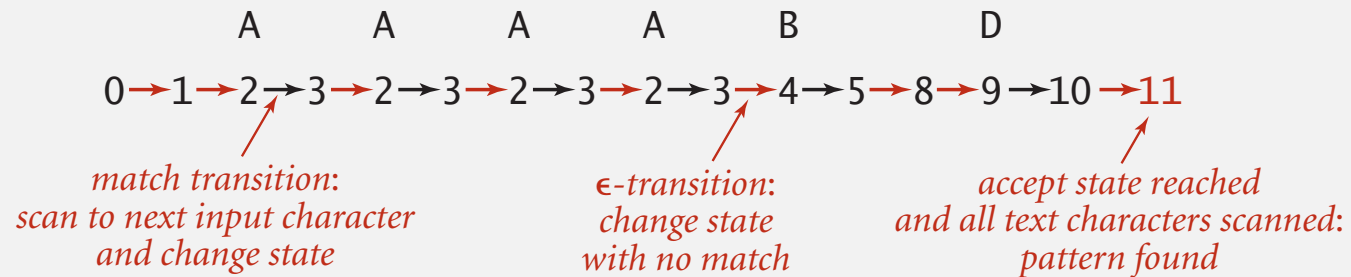 A A A A B D
0 1 2 3 2 3 2 3 2 3 4 5 8 9 10 11
match transition:
scan to next input character
and change state
ϵ-transition:
change state
with no match
accept state reached
and all text characters scanned:
pattern found